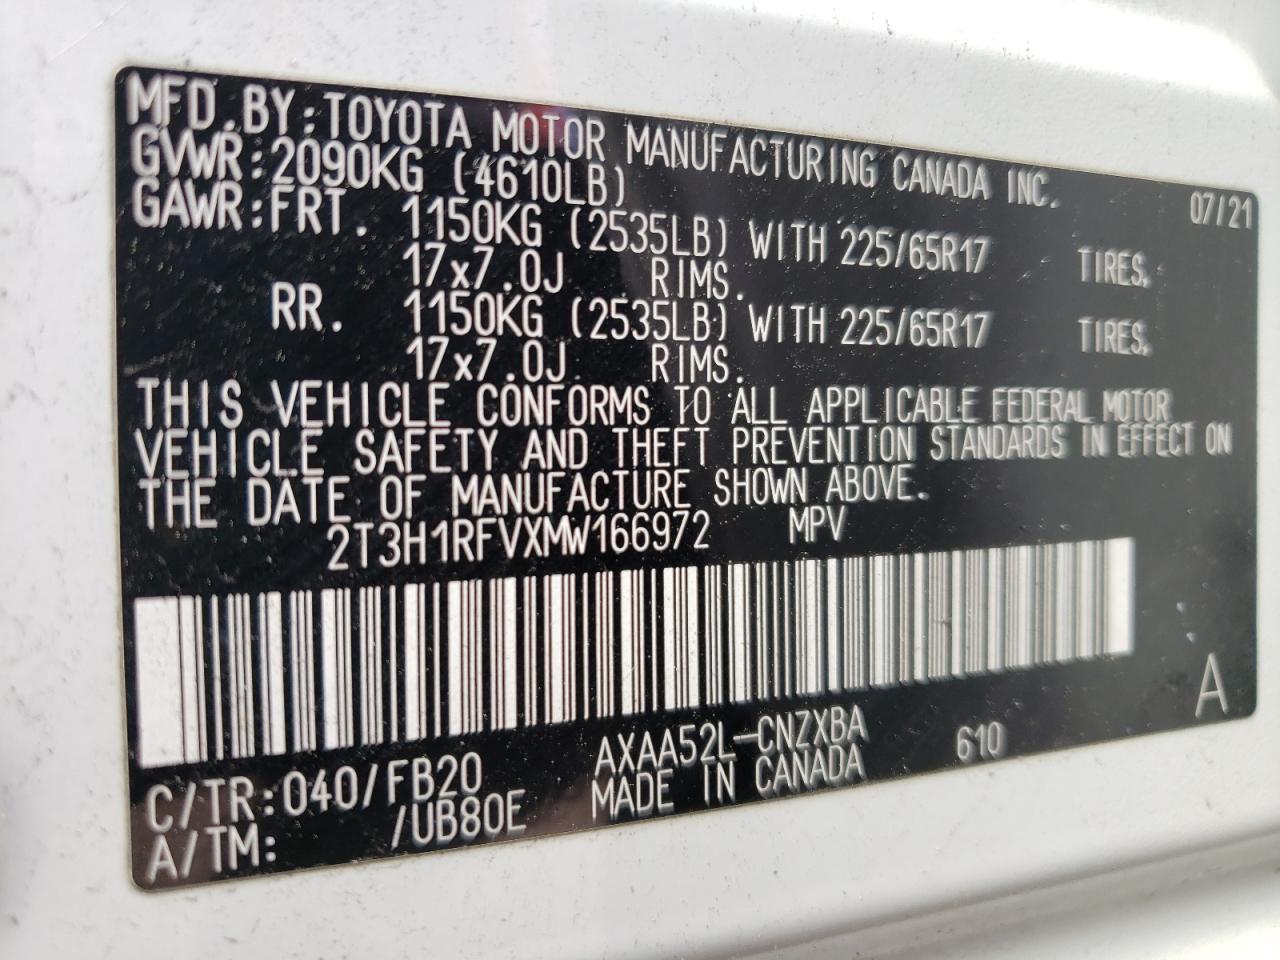 MFD.BY:TOYOTA MOTOR MANUFACTURING CANADA INC. 07/21
GVWR:2090KG (4610LB)
GAWR:FRT. 1150KG (2535LB) WITH 225/65R17 TIRES,
17x7.0J RIMS.
RR. 1150KG (2535LB) WITH 225/65R17 TIRES,
17x7.0J RIMS.
THIS VEHICLE CONFORMS TO ALL APPLICABLE FEDERAL MOTOR
VEHICLE SAFETY AND THEFT PREVENTION STANDARDS IN EFFECT ON
THE DATE OF MANUFACTURE SHOWN ABOVE.
2T3H1RFVXMW166972 MPV
A
C/TR:040/FB20 AXAA52L-CNZXBA 610
A/TM: /UB80E MADE IN CANADA